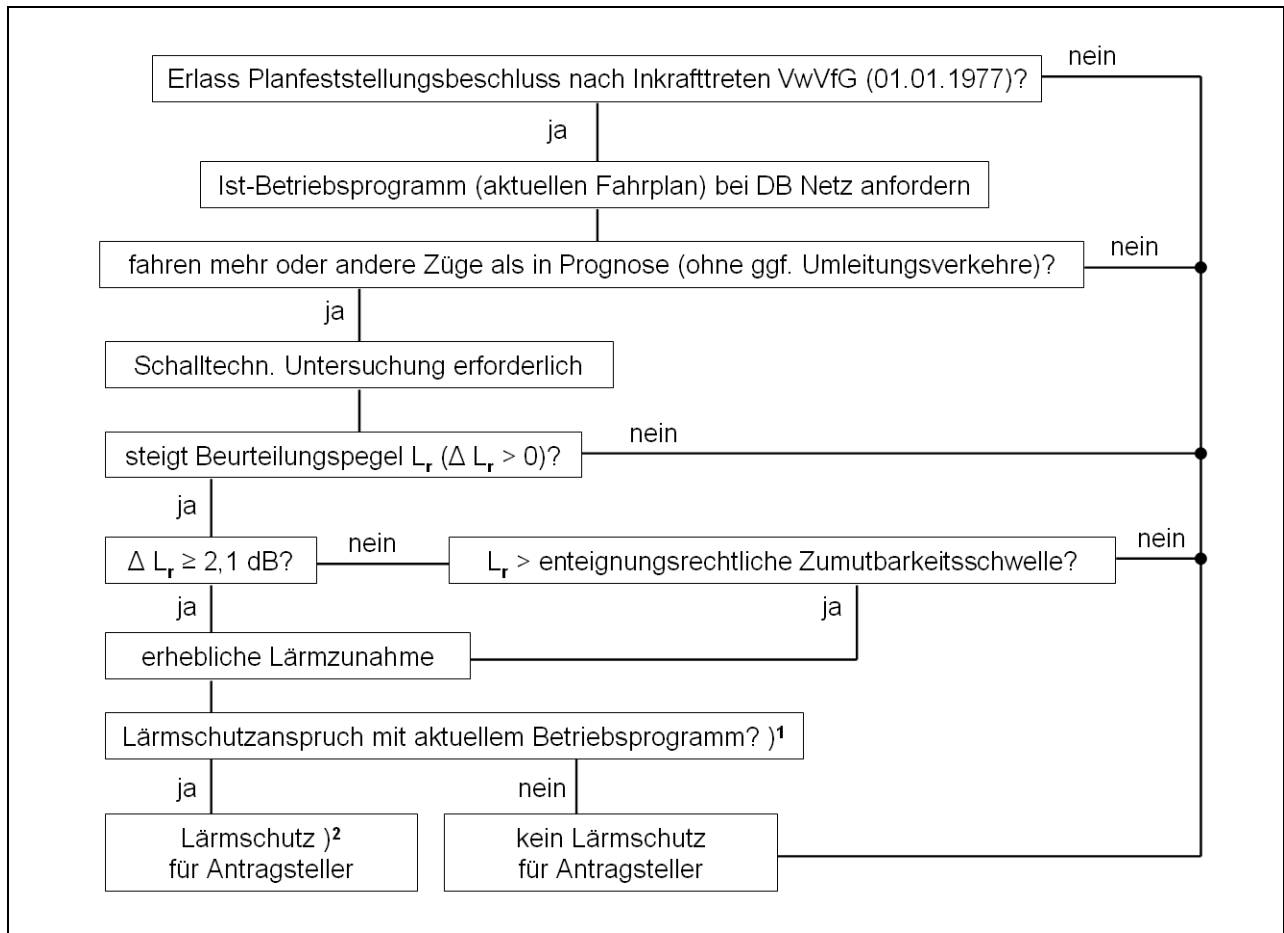 nein
Erlass Planfeststellungsbeschluss nach Inkrafttreten VwVfG (01.01.1977)?
ja
Ist-Betriebsprogramm (aktuellen Fahrplan) bei DB Netz anfordern
nein
fahren mehr oder andere Züge als in Prognose (ohne ggf. Umleitungsverkehre)?
ja
Schalltechn. Untersuchung erforderlich
nein
steigt Beurteilungspegel Lr (Δ Lr > 0)?
ja
Δ Lr ≥ 2,1 dB?
nein
Lr > enteignungsrechtliche Zumutbarkeitsschwelle?
nein
ja
ja
erhebliche Lärmzunahme
Lärmschutzanspruch mit aktuellem Betriebsprogramm? )1
ja
nein
Lärmschutz )2
für Antragsteller
kein Lärmschutz
für Antragsteller